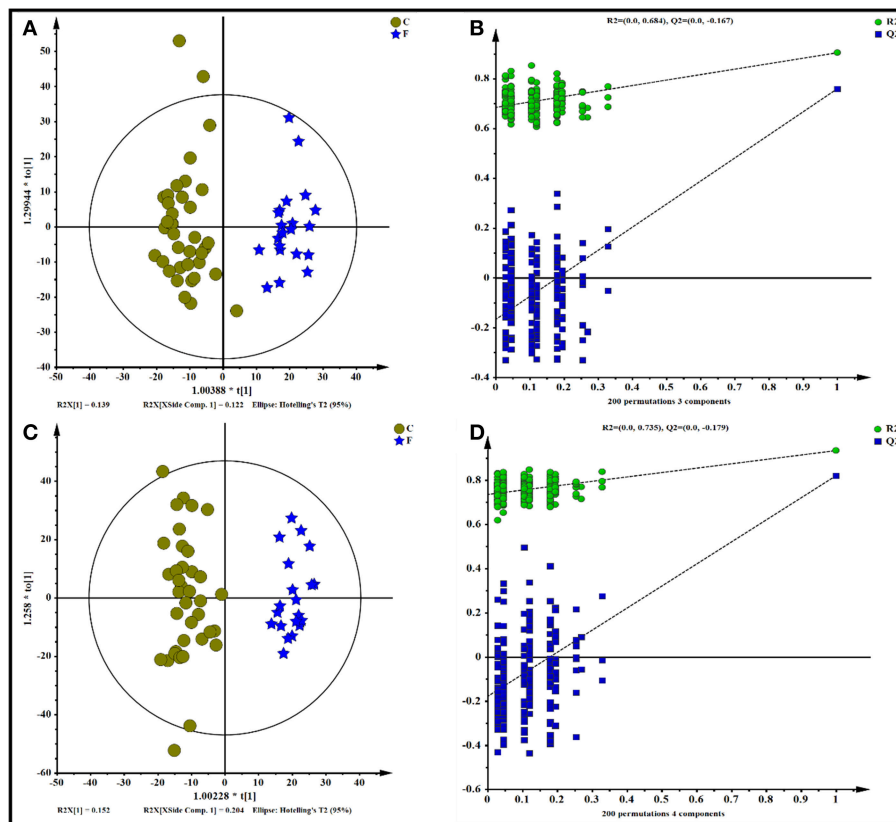 A
C
F
50
40
30
20
10
0
-10
-20
-30
-40
-50 -40 -30 -20 -10 0 10 20 30 40 50
1.29944 * to[1]
1.00388 * t[1]
R2X[1] = 0.139 R2X[XSide Comp. 1] = 0.122 Ellipse: Hotelling's T2 (95%)
B
R2=(0.0, 0.684), Q2=(0.0, -0.167)
R2
Q2
0.8
0.6
0.4
0.2
0
-0.2
-0.4
0 0.1 0.2 0.3 0.4 0.5 0.6 0.7 0.8 0.9 1
200 permutations 3 components
C
C
F
60
40
20
0
-20
-40
-60
-50 -40 -30 -20 -10 0 10 20 30 40 50
1.258 * to[1]
1.00228 * t[1]
R2X[1] = 0.152 R2X[XSide Comp. 1] = 0.204 Ellipse: Hotelling's T2 (95%)
D
R2=(0.0, 0.735), Q2=(0.0, -0.179)
R2
Q2
0.8
0.6
0.4
0.2
0
-0.2
-0.4
-0.6
0 0.1 0.2 0.3 0.4 0.5 0.6 0.7 0.8 0.9 1
200 permutations 4 components